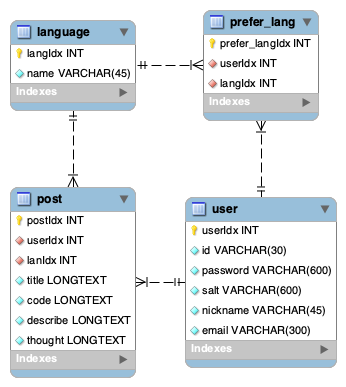 language
langIdx INT
name VARCHAR(45)
Indexes
prefer_lang
prefer_langIdx INT
userIdx INT
langIdx INT
Indexes
post
postIdx INT
userIdx INT
lanIdx INT
title LONGTEXT
code LONGTEXT
describe LONGTEXT
thought LONGTEXT
Indexes
user
userIdx INT
id VARCHAR(30)
password VARCHAR(600)
salt VARCHAR(600)
nickname VARCHAR(45)
email VARCHAR(300)
Indexes